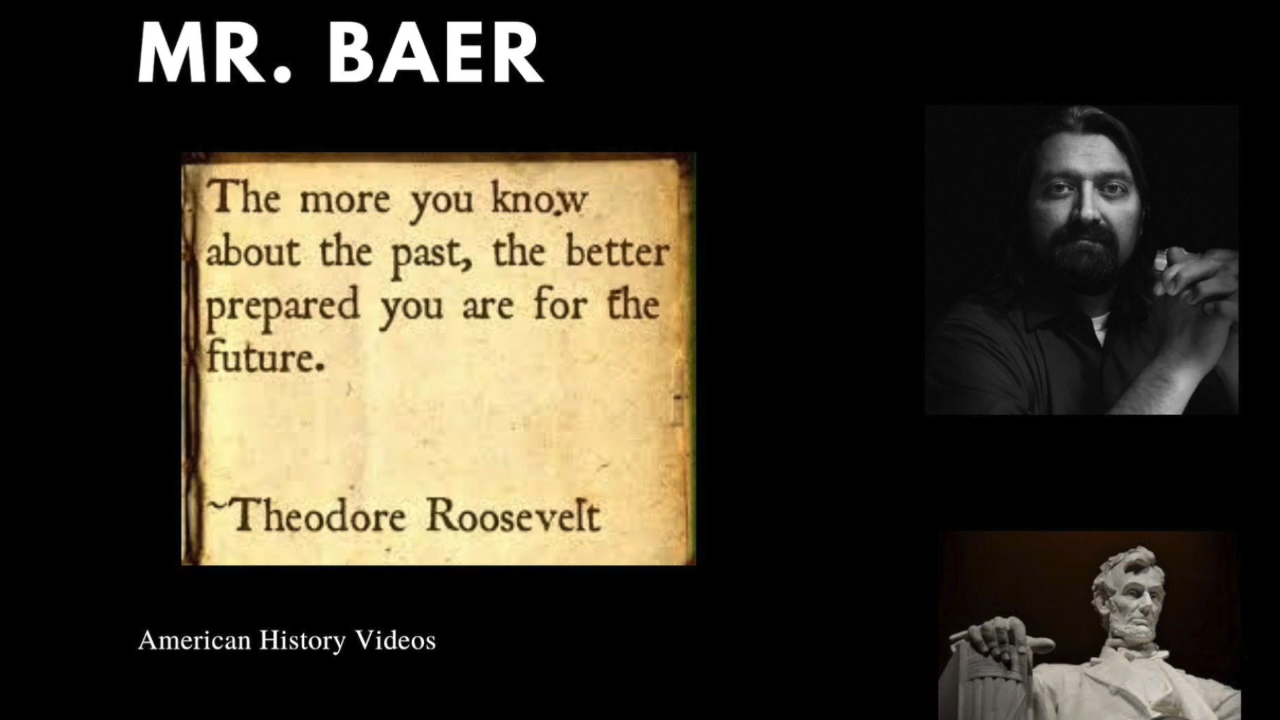 MR. BAER
The more you know
about the past, the better
prepared you are for the
future.
~Theodore Roosevelt
American History Videos